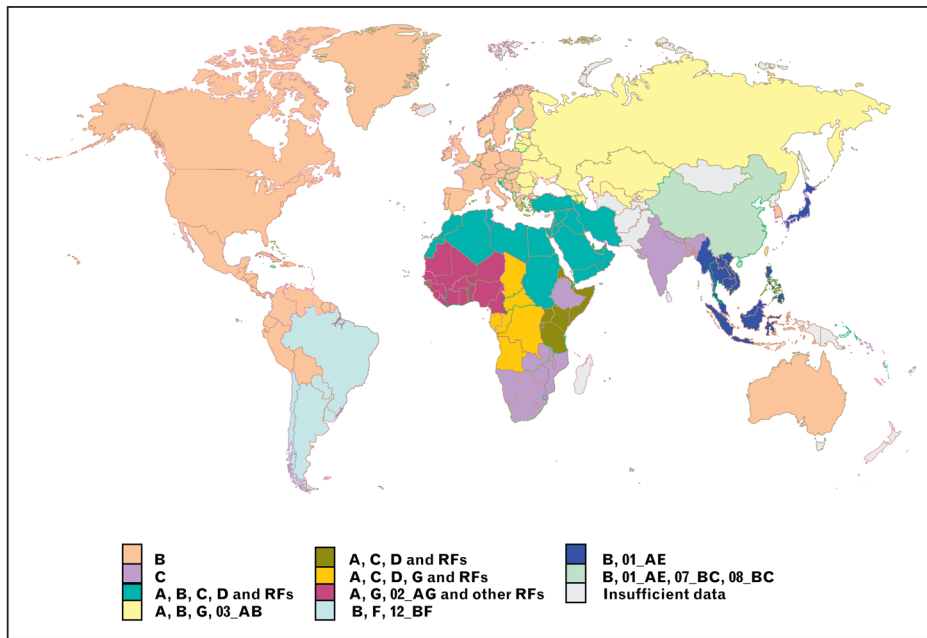 B
C
A, B, C, D and RFs
A, B, G, 03_AB
A, C, D and RFs
A, C, D, G and RFs
A, G, 02_AG and other RFs
B, F, 12_BF
B, 01_AE
B, 01_AE, 07_BC, 08_BC
Insufficient data